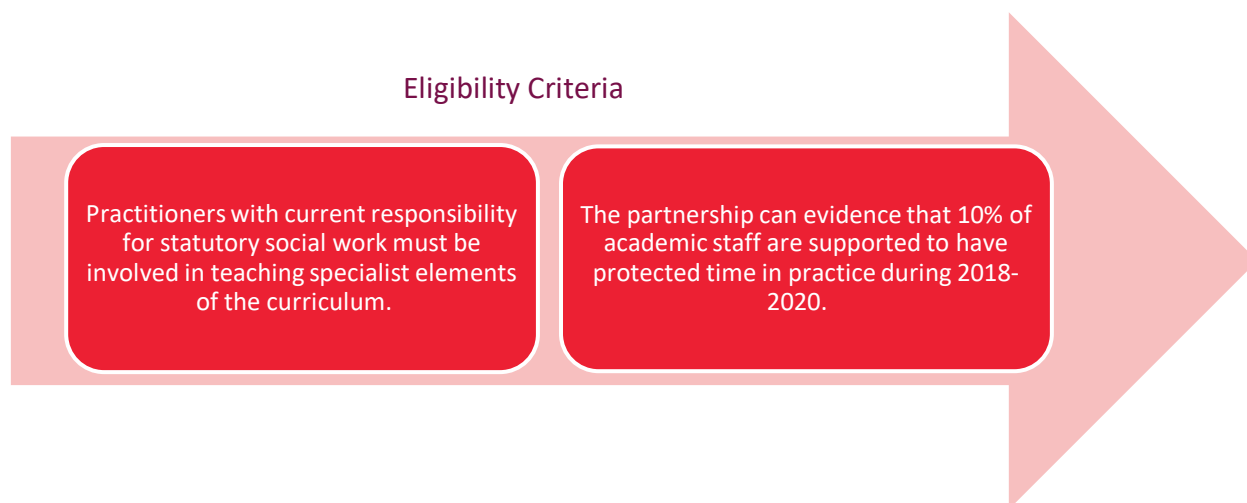 Eligibility Criteria
Practitioners with current responsibility
for statutory social work must be
involved in teaching specialist elements
of the curriculum.
The partnership can evidence that 10% of
academic staff are supported to have
protected time in practice during 2018-
2020.